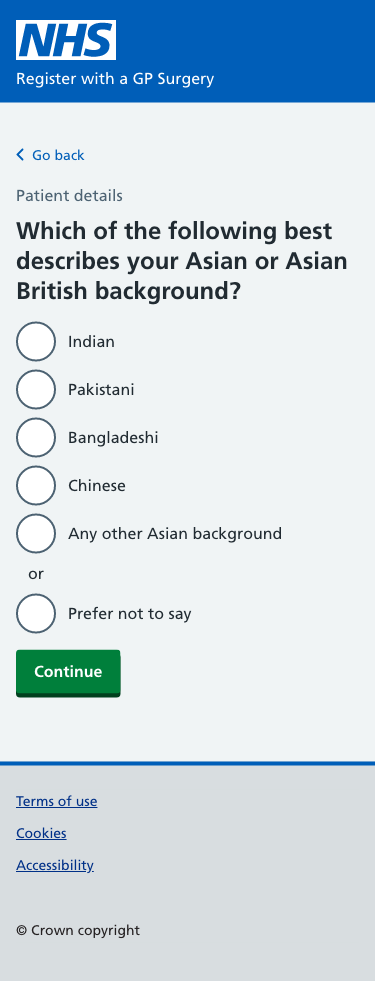 NHS
Register with a GP Surgery
Go back
Patient details
Which of the following best
describes your Asian or Asian
British background?
Indian
Pakistani
Bangladeshi
Chinese
Any other Asian background
or
Prefer not to say
Continue
Terms of use
Cookies
Accessibility
© Crown copyright